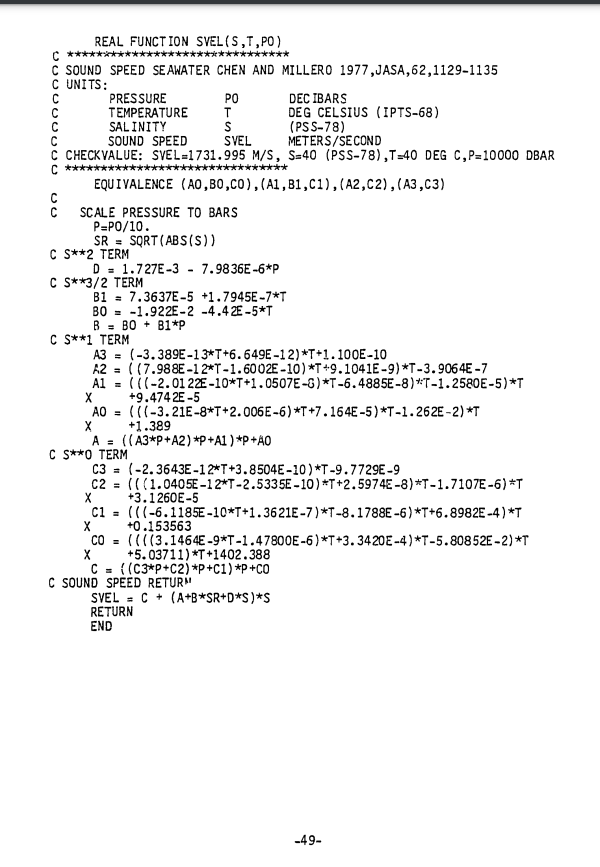 REAL FUNCTION SVEL(S,T,P0)
C *******************************
C SOUND SPEED SEAWATER CHEN AND MILLERO 1977,JASA,62,1129-1135
C UNITS:
C PRESSURE P0 DECIBARS
C TEMPERATURE T DEG CELSIUS (IPTS-68)
C SALINITY S (PSS-78)
C SOUND SPEED SVEL METERS/SECOND
C CHECKVALUE: SVEL=1731.995 M/S, S=40 (PSS-78),T=40 DEG C,P=10000 DBAR
C *******************************
EQUIVALENCE (A0,B0,C0),(A1,B1,C1),(A2,C2),(A3,C3)
C
C SCALE PRESSURE TO BARS
P=P0/10.
SR = SQRT(ABS(S))
C S**2 TERM
D = 1.727E-3 - 7.9836E-6*P
C S**3/2 TERM
B1 = 7.3637E-5 +1.7945E-7*T
B0 = -1.922E-2 -4.42E-5*T
B = B0 + B1*P
C S**1 TERM
A3 = (-3.389E-13*T+6.649E-12)*T+1.100E-10
A2 = ((7.988E-12*T-1.6002E-10)*T+9.1041E-9)*T-3.9064E-7
A1 = (((-2.0122E-10*T+1.0507E-8)*T-6.4885E-8)*T-1.2580E-5)*T
X +9.4742E-5
A0 = (((-3.21E-8*T+2.006E-6)*T+7.164E-5)*T-1.262E-2)*T
X +1.389
A = ((A3*P+A2)*P+A1)*P+A0
C S**0 TERM
C3 = (-2.3643E-12*T+3.8504E-10)*T-9.7729E-9
C2 = (((1.0405E-12*T-2.5335E-10)*T+2.5974E-8)*T-1.7107E-6)*T
X +3.1260E-5
C1 = (((-6.1185E-10*T+1.3621E-7)*T-8.1788E-6)*T+6.8982E-4)*T
X +0.153563
C0 = ((((3.1464E-9*T-1.47800E-6)*T+3.3420E-4)*T-5.80852E-2)*T
X +5.03711)*T+1402.388
C = ((C3*P+C2)*P+C1)*P+C0
C SOUND SPEED RETURN
SVEL = C + (A+B*SR+D*S)*S
RETURN
END
-49-